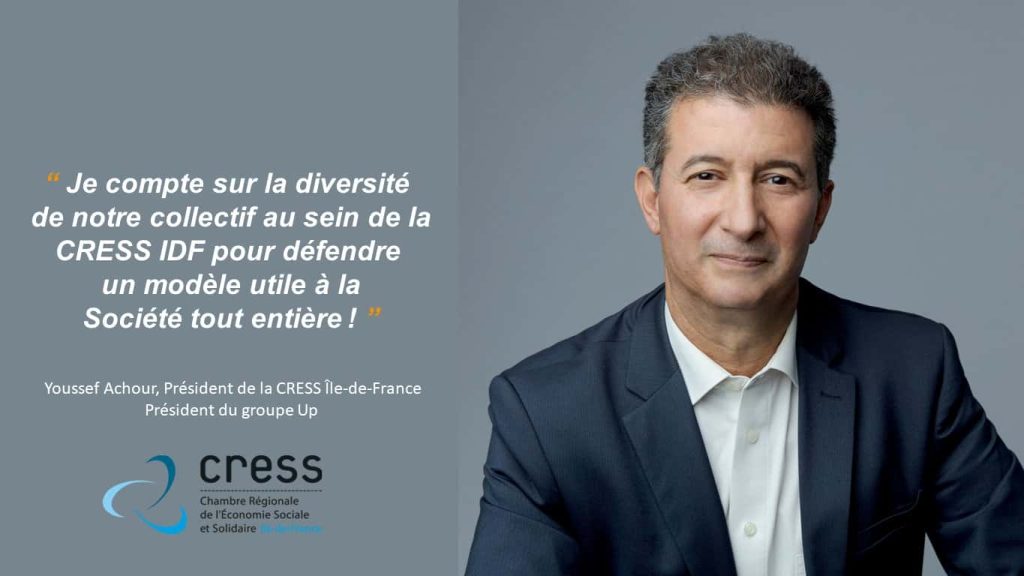 “ Je compte sur la diversité
de notre collectif au sein de la
CRESS IDF pour défendre
un modèle utile à la
Société tout entière ! ”
Youssef Achour, Président de la CRESS Île-de-France
Président du groupe Up
cress
Chambre Régionale
de l'Économie Sociale
et Solidaire Île-de-France